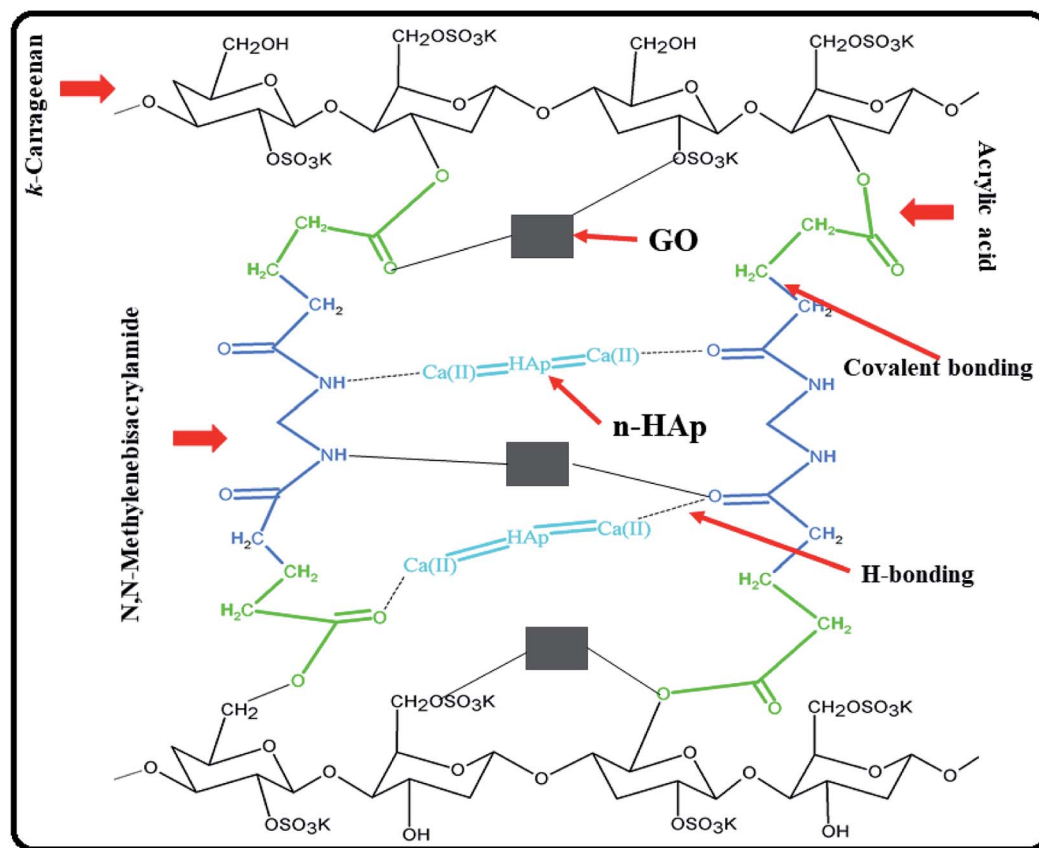 k-Carrageenan
CH2OH
CH2OSO3K
CH2OH
CH2OSO3K
O
O
O
O
O
O
O
O
O
OSO3K
OSO3K
O
O
Acrylic acid
CH2
CH2
GO
O
H2C
H2C
O
CH2
CH2
Covalent bonding
O
Ca(II)
HAp
Ca(II)
O
NH
NH
n-HAp
N,N-Methylenebisacrylamide
NH
NH
O
O
H2C
Ca(II)
HAp
Ca(II)
CH2
H-bonding
CH2
H2C
H2C
O
CH2
O
O
O
CH2
CH2OSO3K
CH2OSO3K
O
O
O
O
O
O
O
O
O
OSO3K
OH
OSO3K
OH